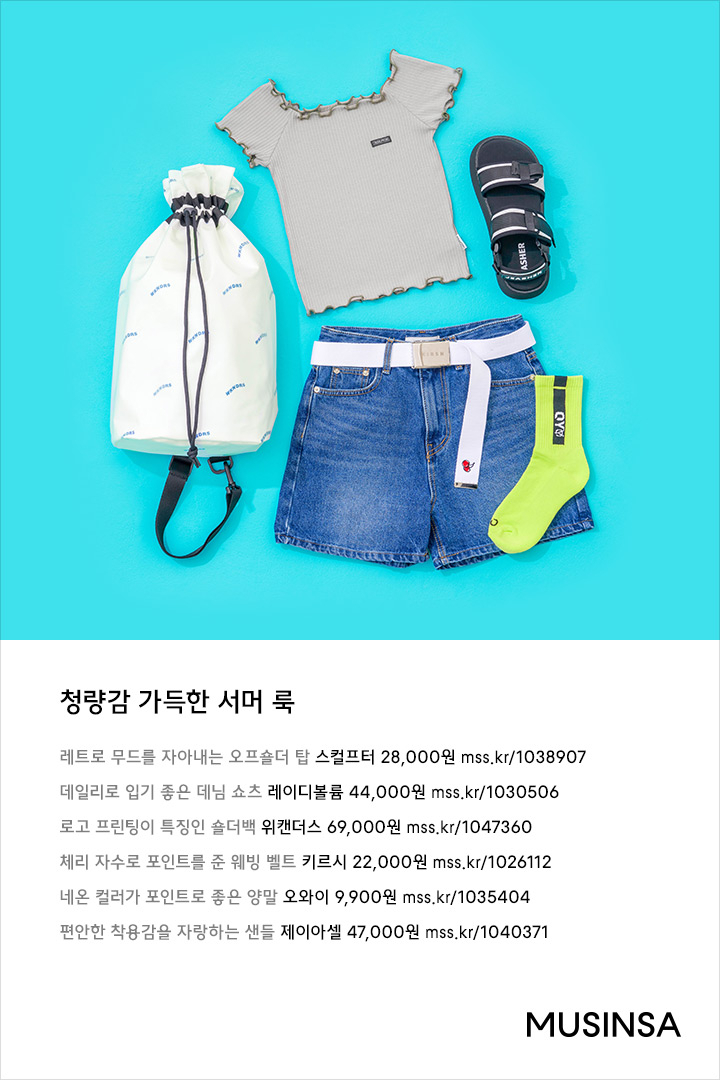 WKNDRS
ASHER
OY
청량감 가득한 서머 룩
레트로 무드를 자아내는 오프숄더 탑 스컬프터 28,000원 mss.kr/1038907
데일리로 입기 좋은 데님 쇼츠 레이디볼륨 44,000원 mss.kr/1030506
로고 프린팅이 특징인 숄더백 위캔더스 69,000원 mss.kr/1047360
체리 자수로 포인트를 준 웨빙 벨트 키르시 22,000원 mss.kr/1026112
네온 컬러가 포인트로 좋은 양말 오와이 9,900원 mss.kr/1035404
편안한 착용감을 자랑하는 샌들 제이아셀 47,000원 mss.kr/1040371
MUSINSA